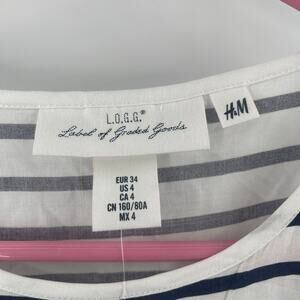 L.O.G.G.®
Label of Graded Goods
H&M
EUR 34
US 4
CA 4
CN 160/80A
MX 4